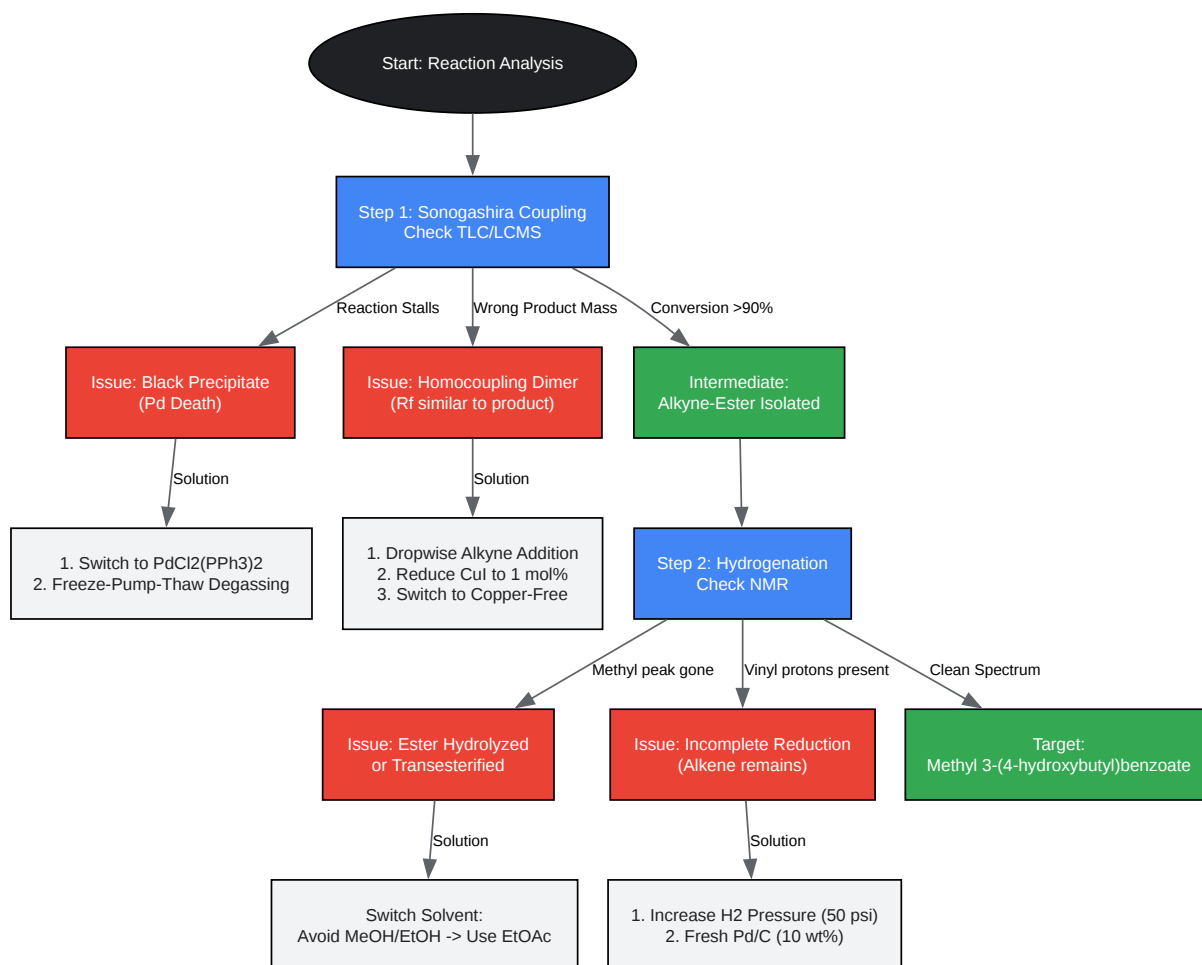 Start: Reaction Analysis
Step 1: Sonogashira Coupling
Check TLC/LCMS
Reaction Stalls
Wrong Product Mass
Conversion >90%
Issue: Black Precipitate
(Pd Death)
Issue: Homocoupling Dimer
(Rf similar to product)
Intermediate:
Alkyne-Ester Isolated
Solution
Solution
1. Switch to PdCl2(PPh3)2
2. Freeze-Pump-Thaw Degassing
1. Dropwise Alkyne Addition
2. Reduce CuI to 1 mol%
3. Switch to Copper-Free
Step 2: Hydrogenation
Check NMR
Methyl peak gone
Vinyl protons present
Clean Spectrum
Issue: Ester Hydrolyzed
or Transesterified
Issue: Incomplete Reduction
(Alkene remains)
Target:
Methyl 3-(4-hydroxybutyl)benzoate
Solution
Solution
Switch Solvent:
Avoid MeOH/EtOH -> Use EtOAc
1. Increase H2 Pressure (50 psi)
2. Fresh Pd/C (10 wt%)